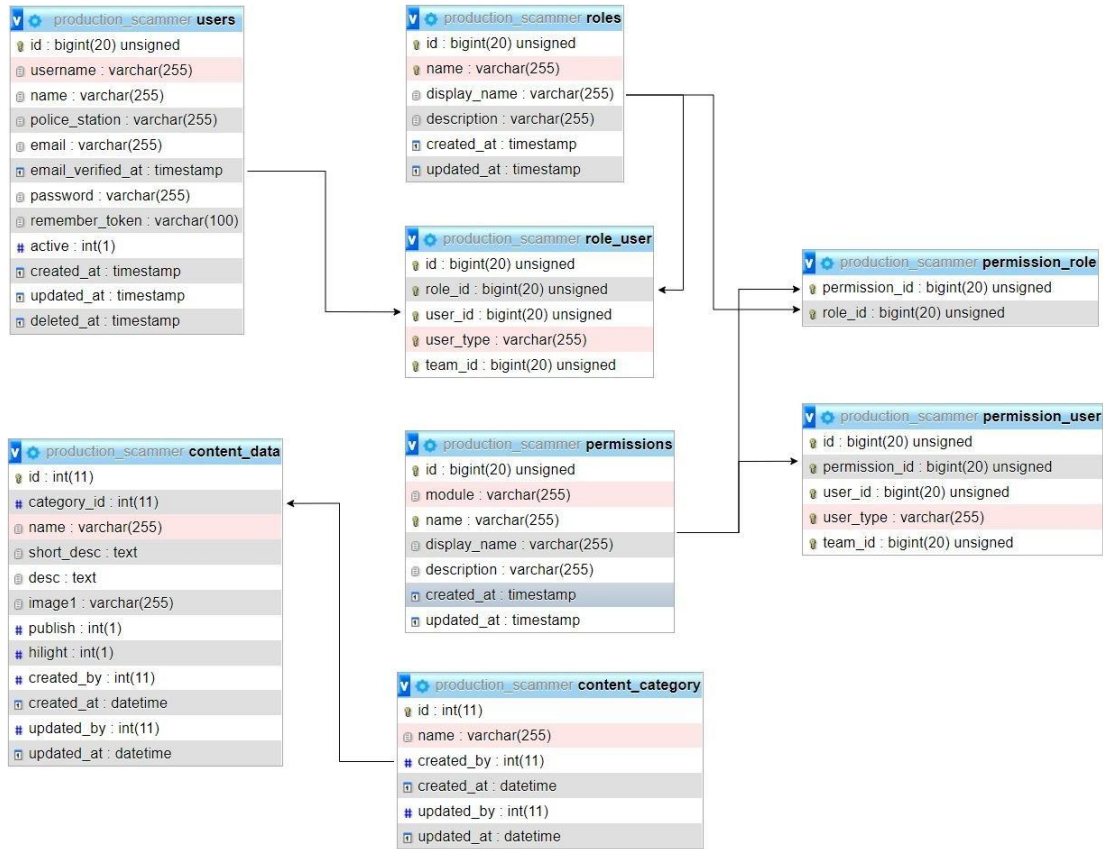 production_scammer users
id : bigint(20) unsigned
username : varchar(255)
name : varchar(255)
police_station : varchar(255)
email : varchar(255)
email_verified_at : timestamp
password : varchar(255)
remember_token : varchar(100)
# active : int(1)
created_at : timestamp
updated_at : timestamp
deleted_at : timestamp
production_scammer roles
id : bigint(20) unsigned
name : varchar(255)
display_name : varchar(255)
description : varchar(255)
created_at : timestamp
updated_at : timestamp
production_scammer role_user
id : bigint(20) unsigned
role_id : bigint(20) unsigned
user_id : bigint(20) unsigned
user_type : varchar(255)
team_id : bigint(20) unsigned
production_scammer permission_role
permission_id : bigint(20) unsigned
role_id : bigint(20) unsigned
production_scammer permission_user
id : bigint(20) unsigned
permission_id : bigint(20) unsigned
user_id : bigint(20) unsigned
user_type : varchar(255)
team_id : bigint(20) unsigned
production_scammer content_data
id : int(11)
# category_id : int(11)
name : varchar(255)
short_desc : text
desc : text
image1 : varchar(255)
# publish : int(1)
# hilight : int(1)
# created_by : int(11)
created_at : datetime
# updated_by : int(11)
updated_at : datetime
production_scammer permissions
id : bigint(20) unsigned
module : varchar(255)
name : varchar(255)
display_name : varchar(255)
description : varchar(255)
created_at : timestamp
updated_at : timestamp
production_scammer content_category
id : int(11)
name : varchar(255)
# created_by : int(11)
created_at : datetime
# updated_by : int(11)
updated_at : datetime